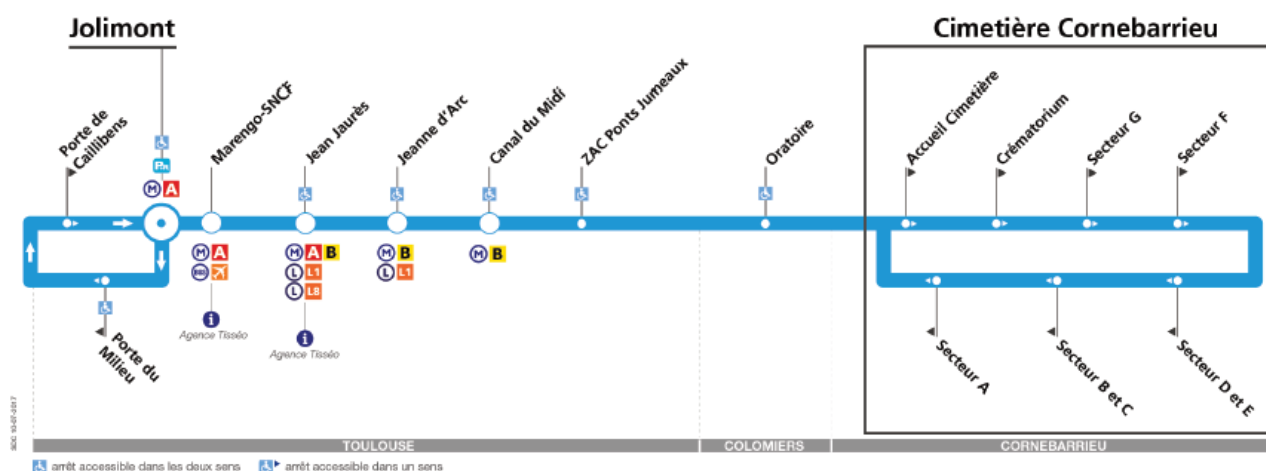 Jolimont
Cimetière Cornebarrieu
Porte de
Caillibens
Marengo-SNCF
Jean Jaurès
Jeanne d'Arc
Canal du Midi
ZAC Ponts Jumeaux
Oratoire
Accueil Cimetière
Crématorium
Secteur G
Secteur F
M A
M A
M A B
M B
M B
L L1
L L1
L L8
i
Agence Tisséo
i
Agence Tisséo
Porte du
Milieu
Secteur A
Secteur B et C
Secteur D et E
TOULOUSE
COLOMIERS
CORNEBARRIEU
arrêt accessible dans les deux sens
arrêt accessible dans un sens